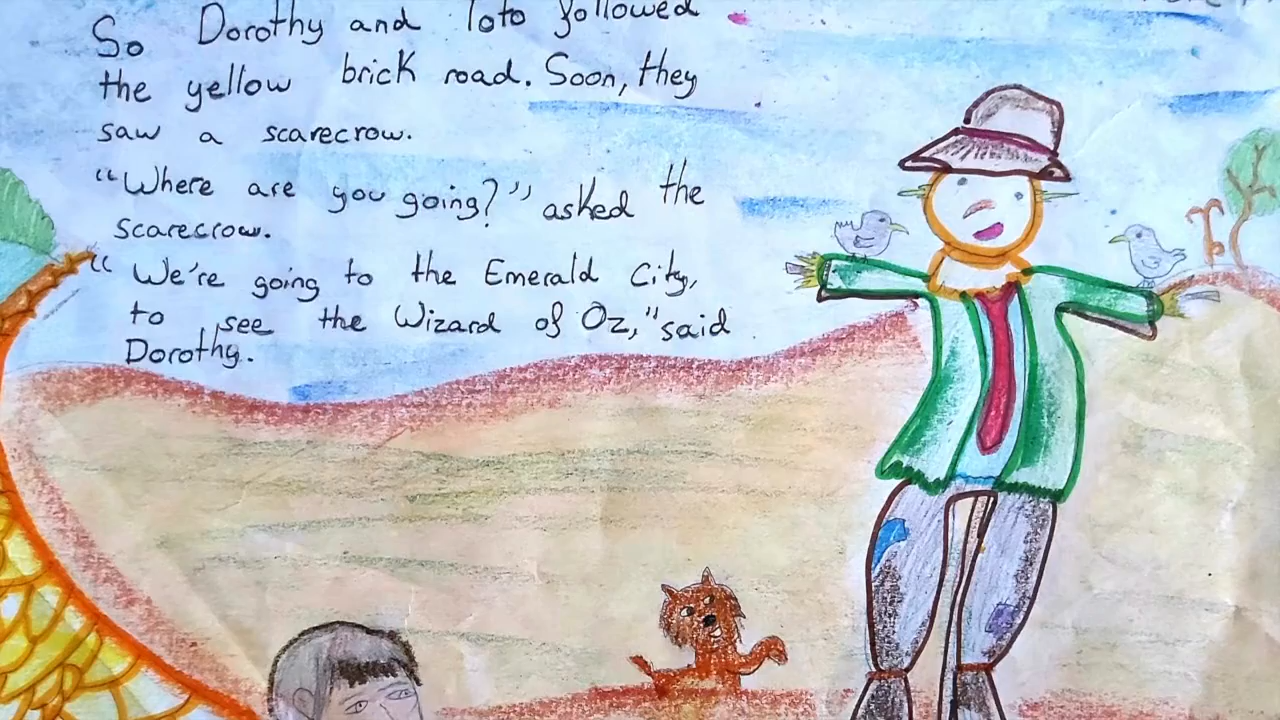 So Dorothy and Toto followed
the yellow brick road. Soon, they
saw a scarecrow.
"Where are you going?" asked the
scarecrow.
"We're going to the Emerald City,
to see the Wizard of Oz," said
Dorothy.